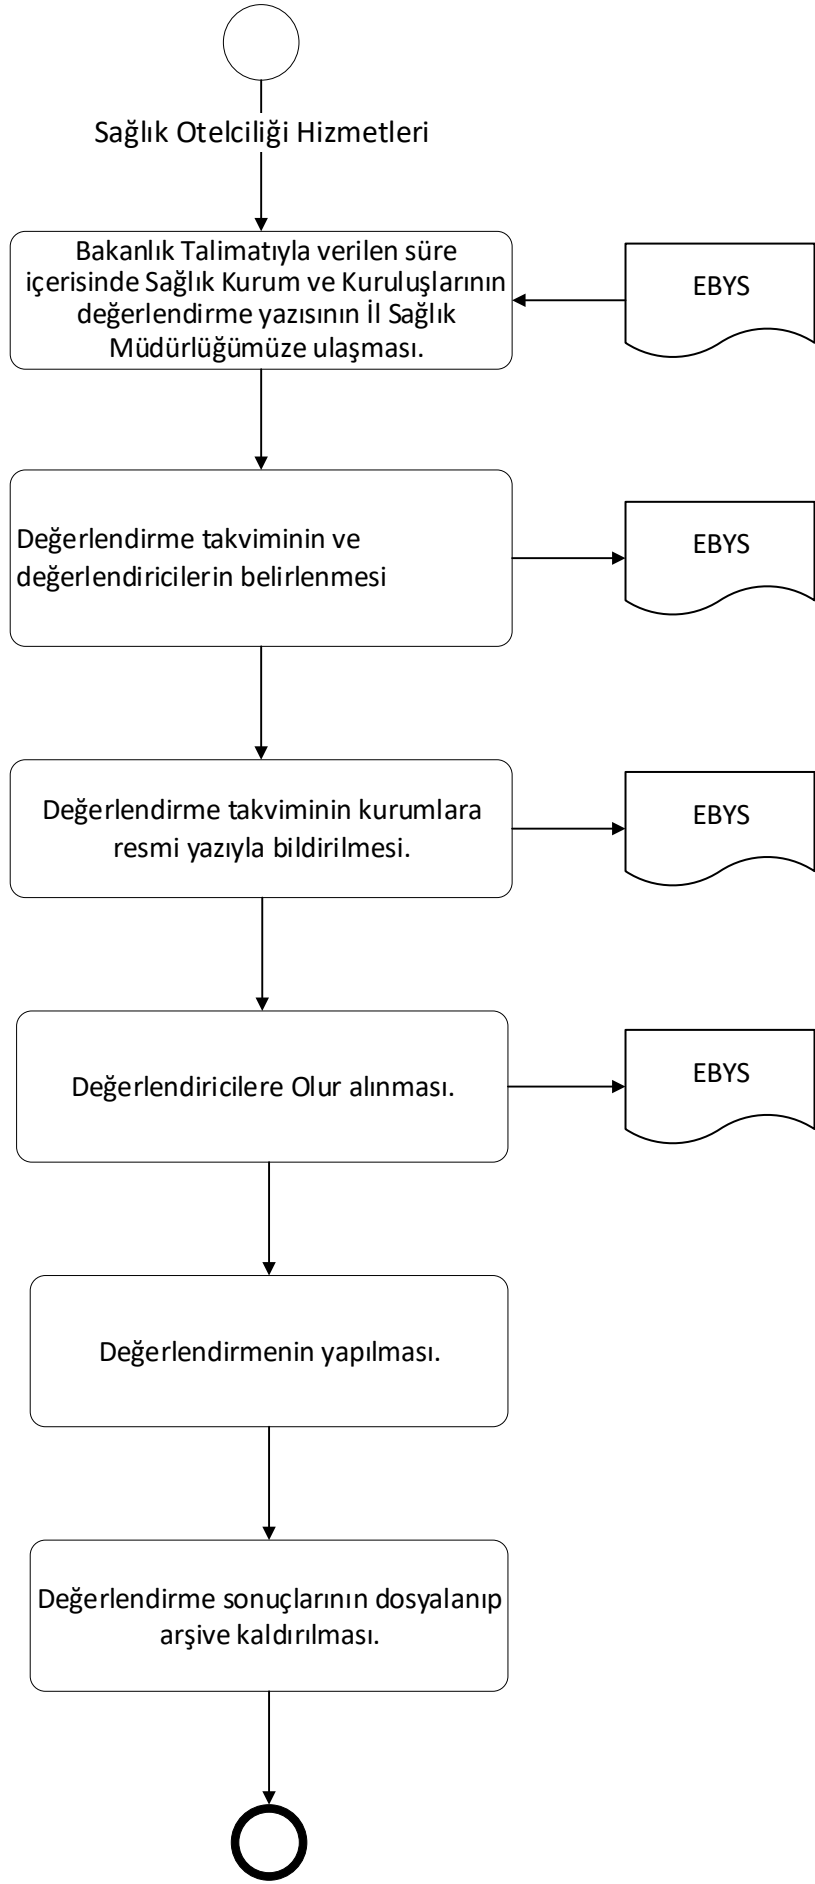 Sağlık Otelciliği Hizmetleri
Bakanlık Talimatıyla verilen süre
içerisinde Sağlık Kurum ve Kuruluşlarının
değerlendirme yazısının İl Sağlık
Müdürlüğümüze ulaşması.
EBYS
Değerlendirme takviminin ve
değerlendiricilerin belirlenmesi
EBYS
Değerlendirme takviminin kurumlara
resmi yazıyla bildirilmesi.
EBYS
Değerlendiricilere Olur alınması.
EBYS
Değerlendirmenin yapılması.
Değerlendirme sonuçlarının dosyalanıp
arşive kaldırılması.